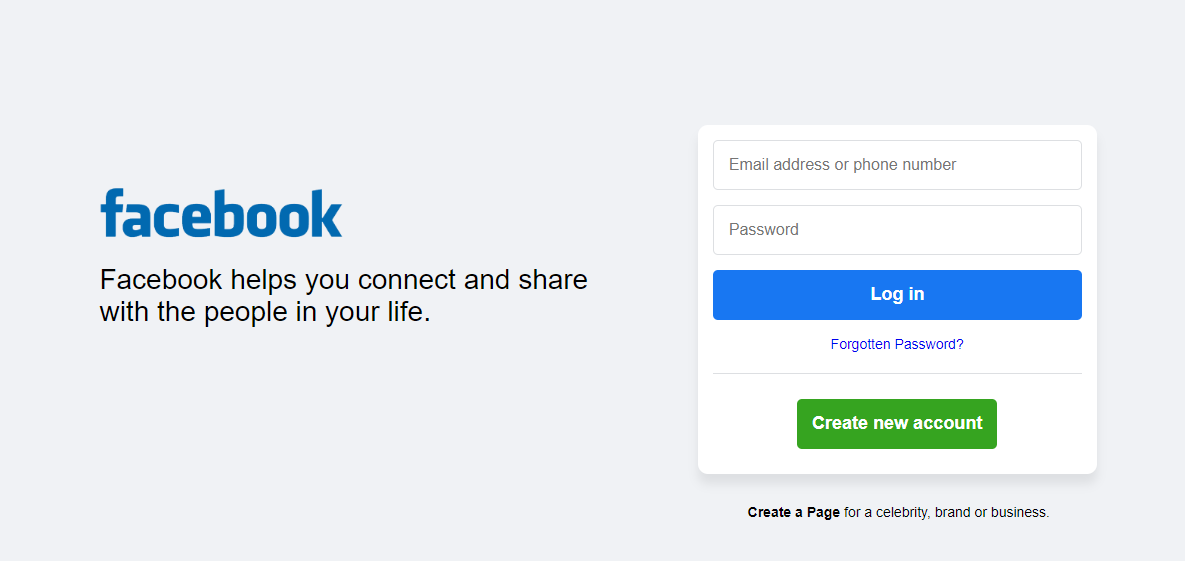 facebook
Facebook helps you connect and share
with the people in your life.
Email address or phone number
Password
Log in
Forgotten Password?
Create new account
Create a Page for a celebrity, brand or business.